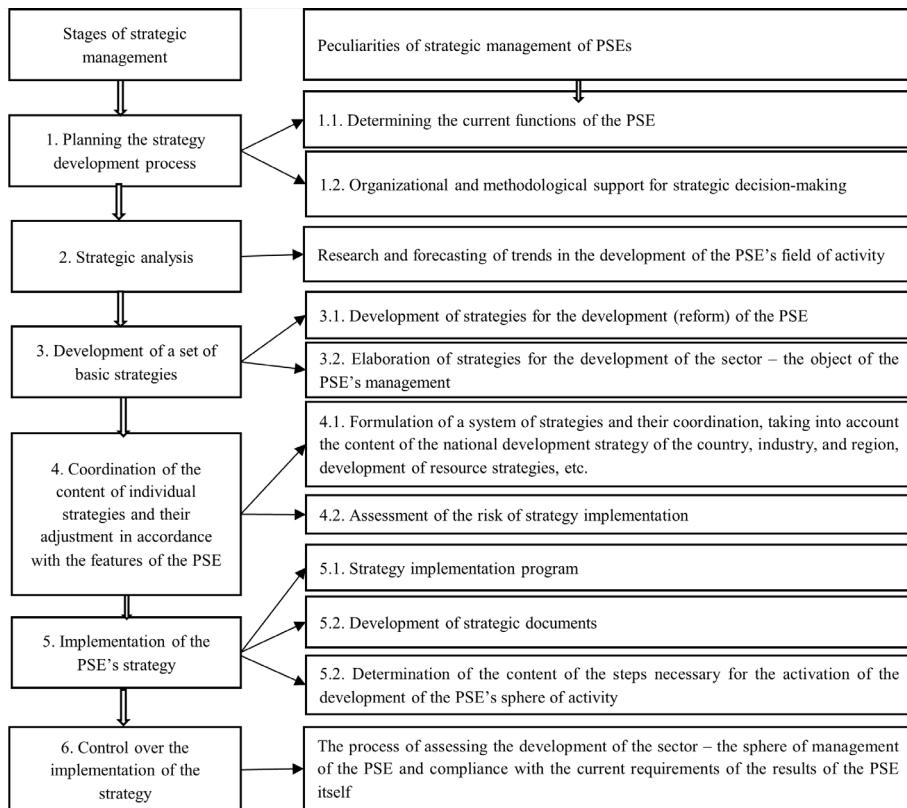 Stages of strategic
management
Peculiarities of strategic management of PSEs
1. Planning the strategy
development process
1.1. Determining the current functions of the PSE
1.2. Organizational and methodological support for strategic decision-making
2. Strategic analysis
Research and forecasting of trends in the development of the PSE’s field of activity
3. Development of a set of
basic strategies
3.1. Development of strategies for the development (reform) of the PSE
3.2. Elaboration of strategies for the development of the sector – the object of the
PSE’s management
4. Coordination of the
content of individual
strategies and their
adjustment in accordance
with the features of the PSE
4.1. Formulation of a system of strategies and their coordination, taking into account
the content of the national development strategy of the country, industry, and region,
development of resource strategies, etc.
4.2. Assessment of the risk of strategy implementation
5. Implementation of the
PSE’s strategy
5.1. Strategy implementation program
5.2. Development of strategic documents
5.2. Determination of the content of the steps necessary for the activation of the
development of the PSE’s sphere of activity
6. Control over the
implementation of the
strategy
The process of assessing the development of the sector – the sphere of management
of the PSE and compliance with the current requirements of the results of the PSE
itself